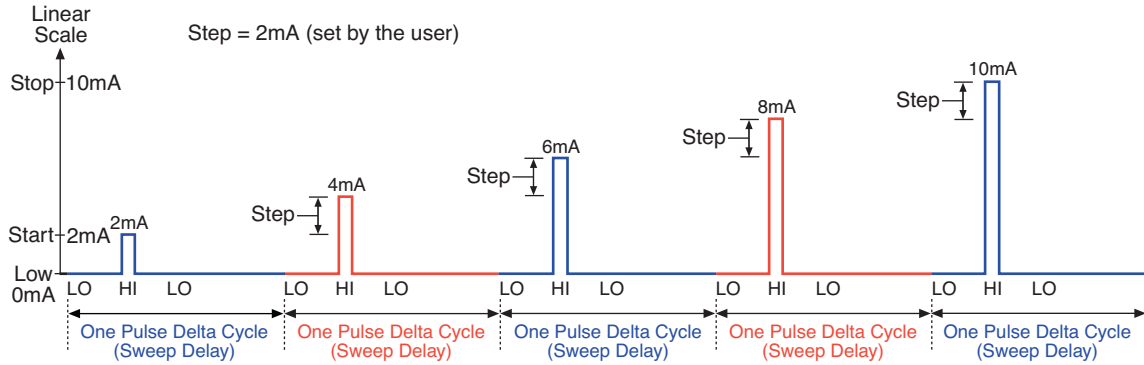 Linear
Scale
Step = 2mA (set by the user)
Stop 10mA
10mA
Step
8mA
Step
6mA
Step
4mA
Step
2mA
Start 2mA
Low
0mA
LO HI LO
LO HI LO
LO HI LO
LO HI LO
LO HI LO
One Pulse Delta Cycle
(Sweep Delay)
One Pulse Delta Cycle
(Sweep Delay)
One Pulse Delta Cycle
(Sweep Delay)
One Pulse Delta Cycle
(Sweep Delay)
One Pulse Delta Cycle
(Sweep Delay)